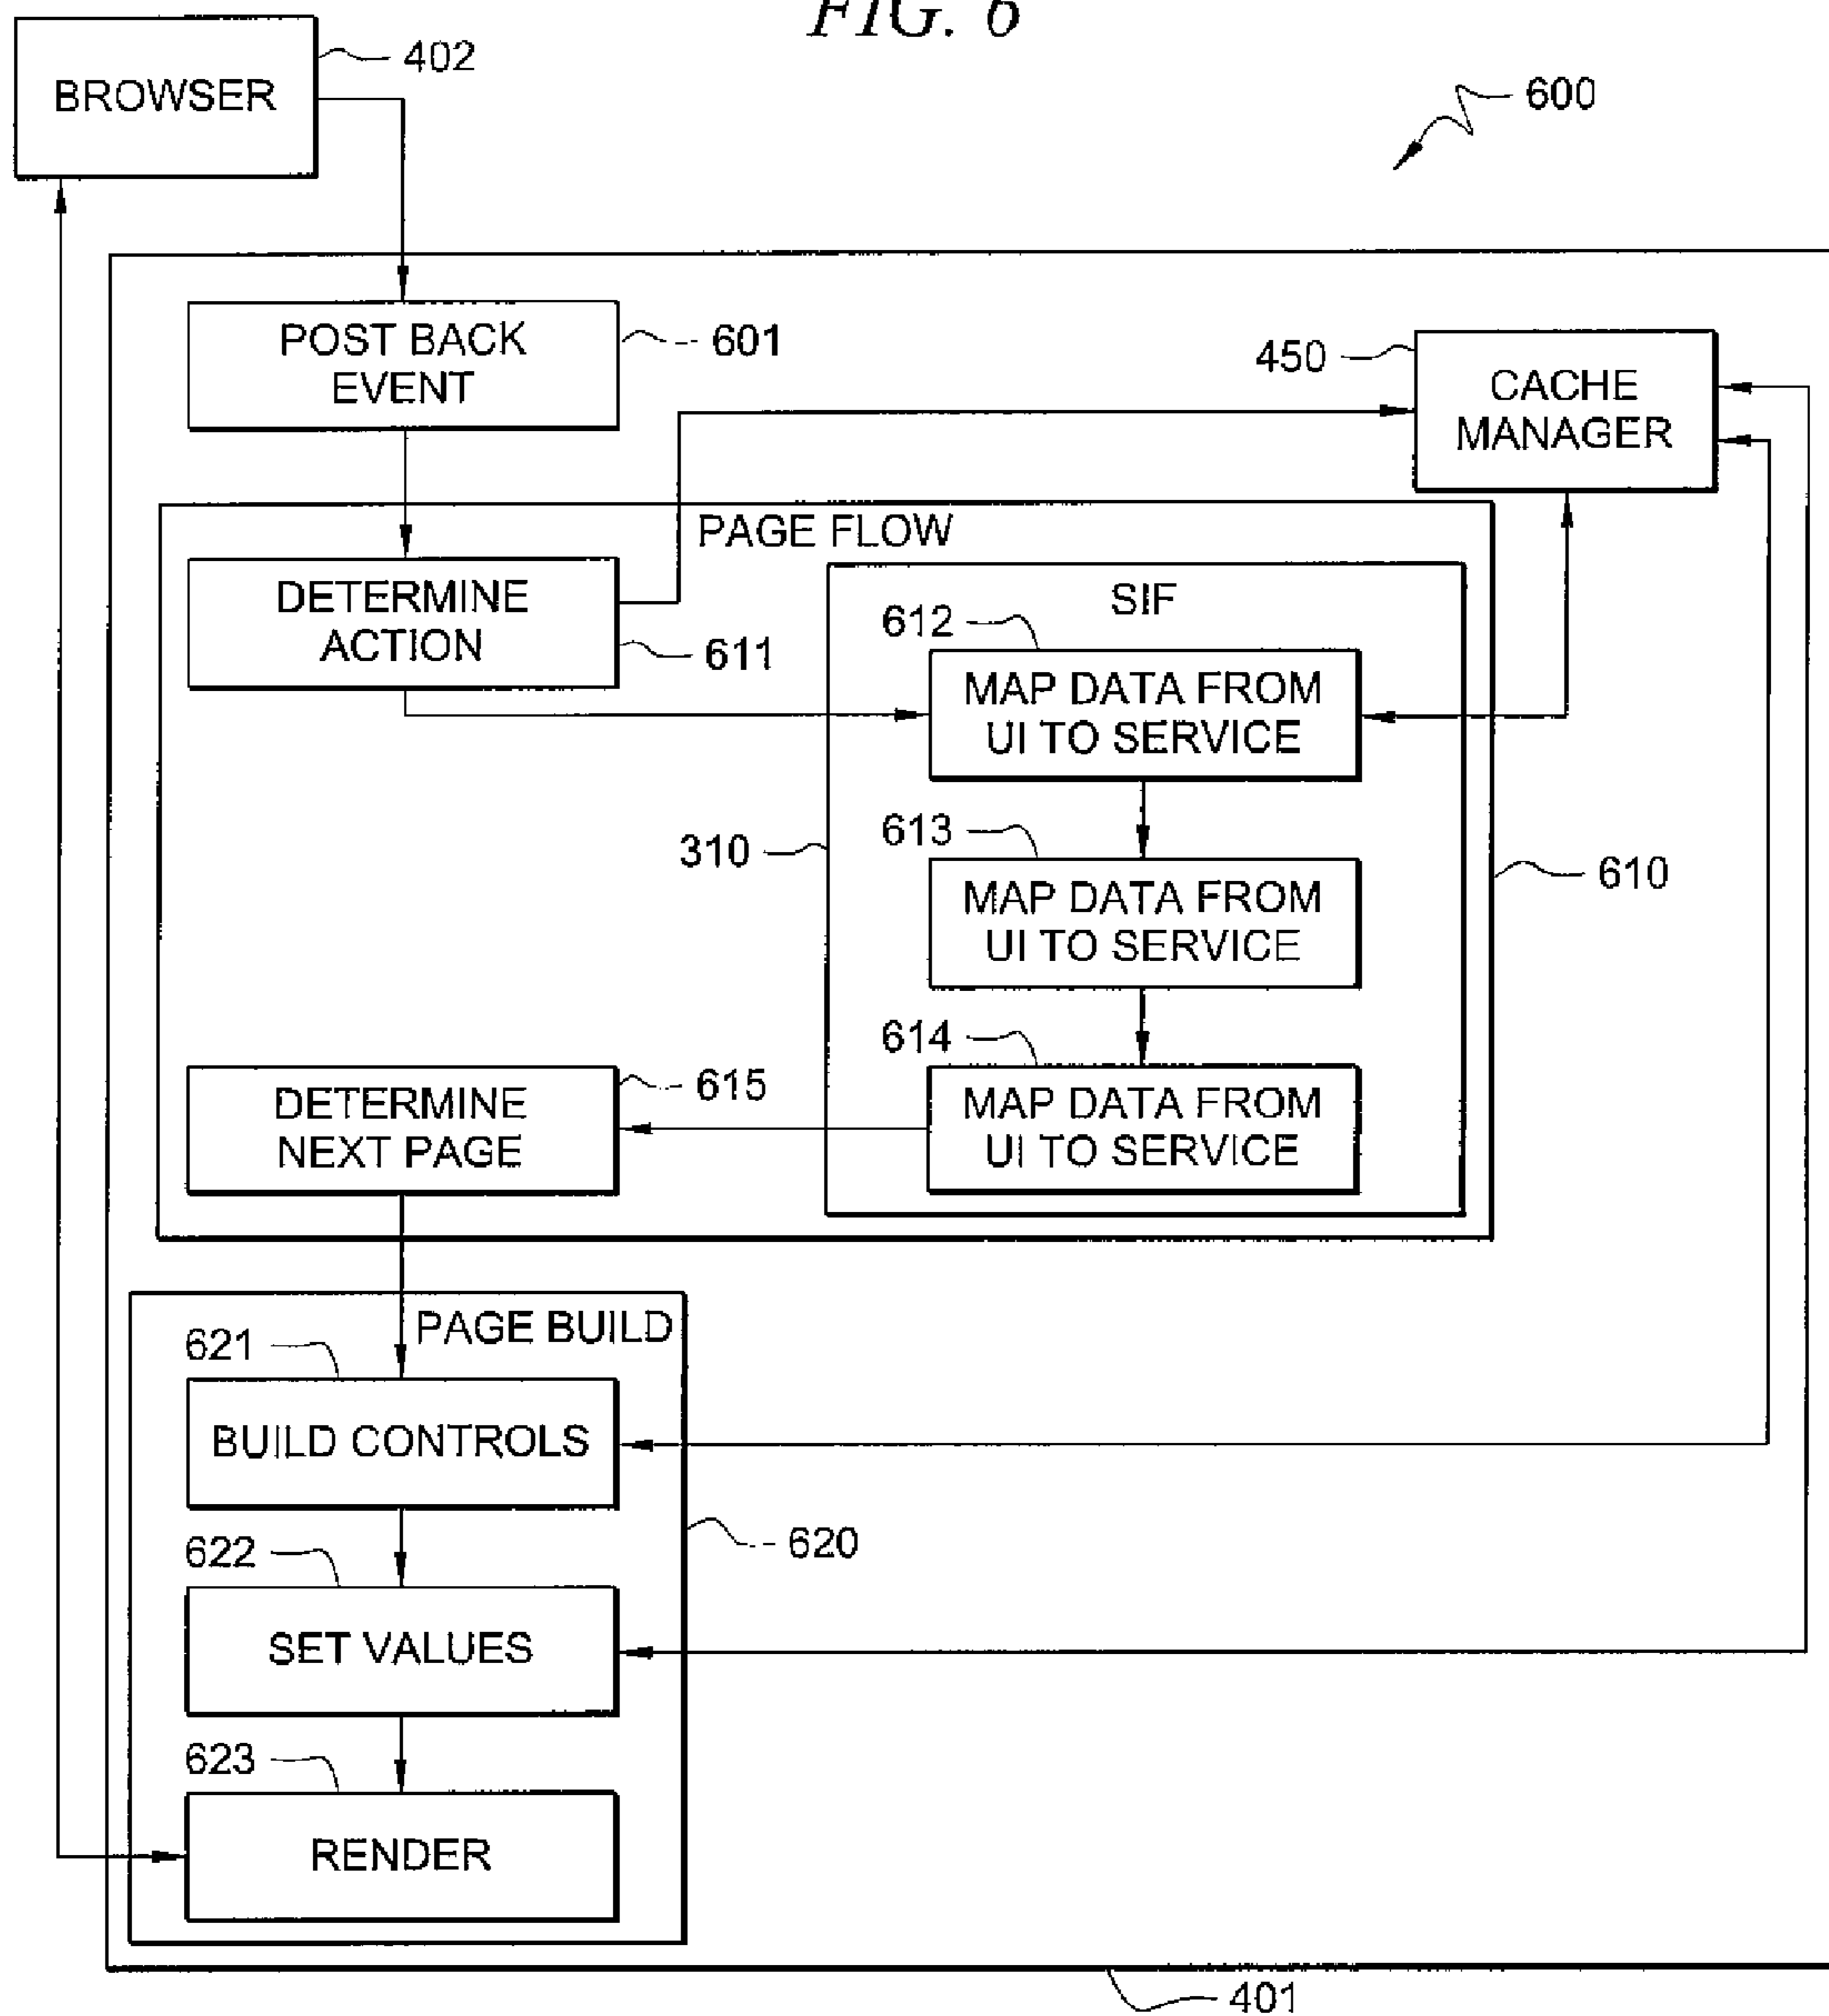 FIG. 6
BROWSER
402
600
POST BACK
EVENT
601
450
CACHE
MANAGER
PAGE FLOW
DETERMINE
ACTION
611
SIF
612
MAP DATA FROM
UI TO SERVICE
310
613
MAP DATA FROM
UI TO SERVICE
610
614
MAP DATA FROM
UI TO SERVICE
DETERMINE
NEXT PAGE
615
PAGE BUILD
621
BUILD CONTROLS
620
622
SET VALUES
623
RENDER
401